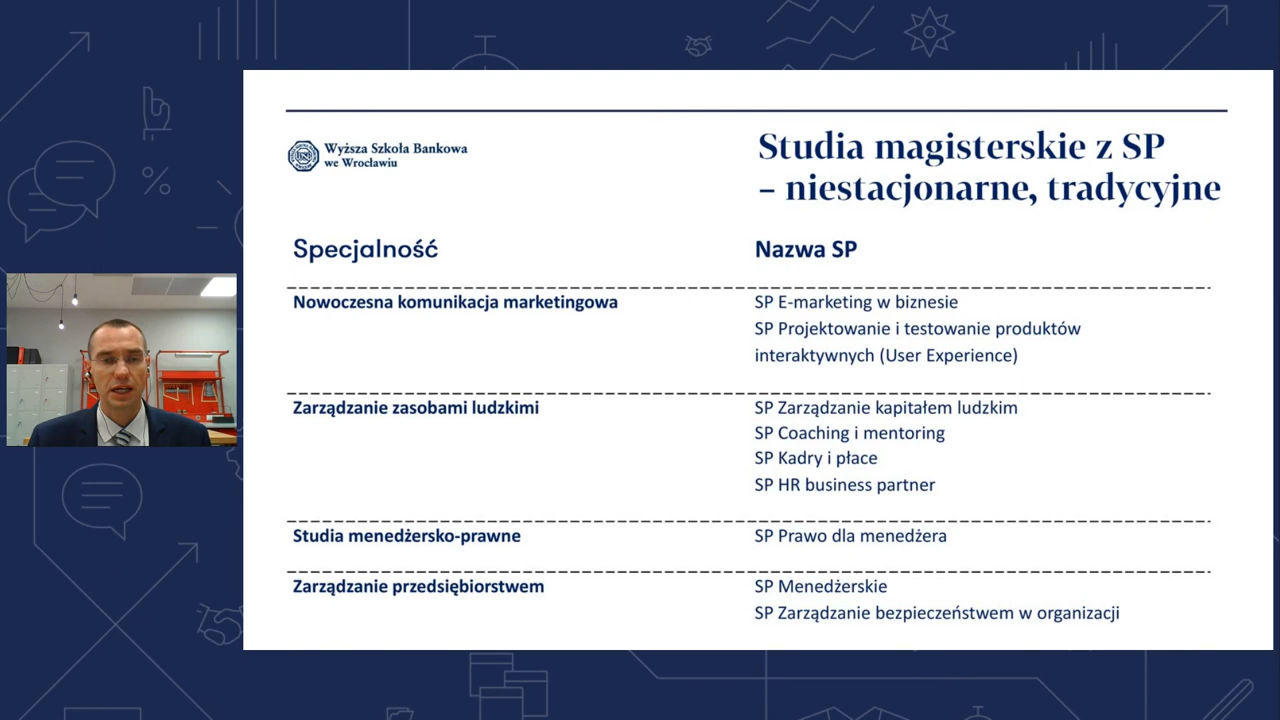 Wyższa Szkoła Bankowa
we Wrocławiu
Studia magisterskie z SP
– niestacjonarne, tradycyjne
Specjalność
Nazwa SP
Nowoczesna komunikacja marketingowa
SP E-marketing w biznesie
SP Projektowanie i testowanie produktów
interaktywnych (User Experience)
Zarządzanie zasobami ludzkimi
SP Zarządzanie kapitałem ludzkim
SP Coaching i mentoring
SP Kadry i płace
SP HR business partner
Studia menedżersko-prawne
SP Prawo dla menedżera
Zarządzanie przedsiębiorstwem
SP Menedżerskie
SP Zarządzanie bezpieczeństwem w organizacji